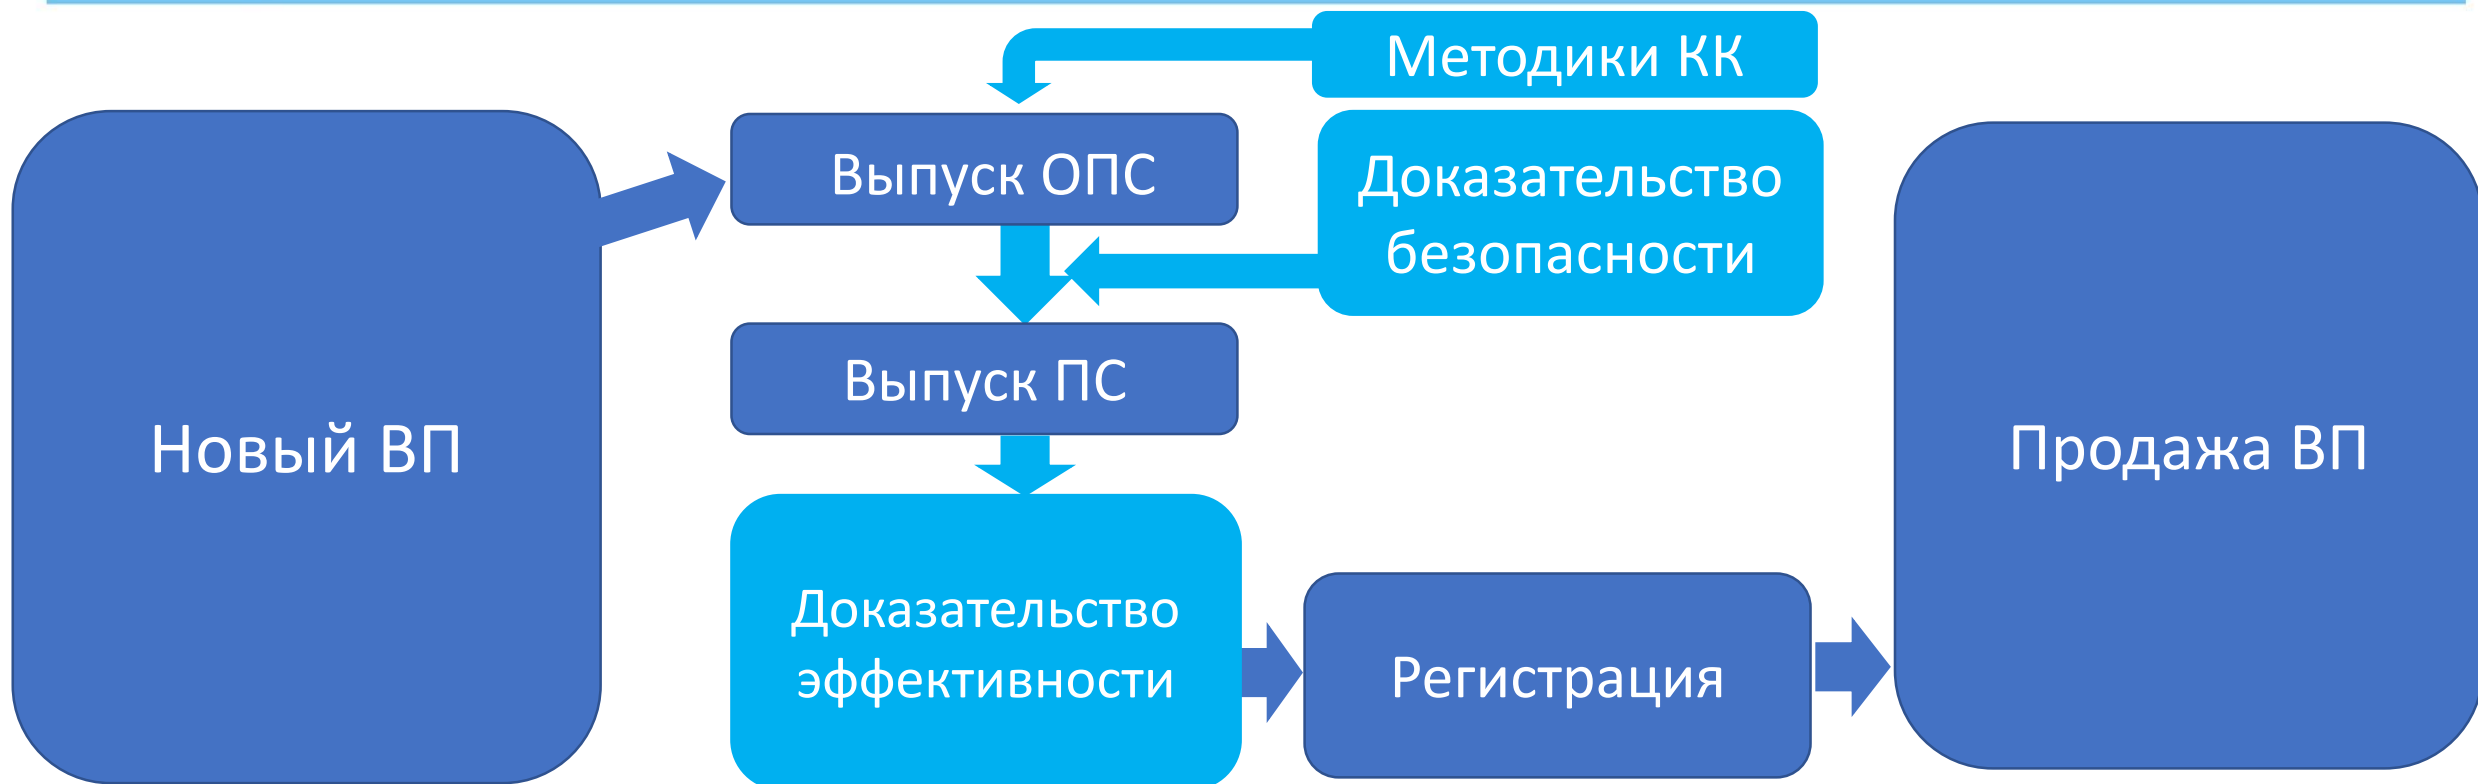 Методики КК
Выпуск ОПС
Доказательство
безопасности
Выпуск ПС
Новый ВП
Продажа ВП
Доказательство
эффективности
Регистрация